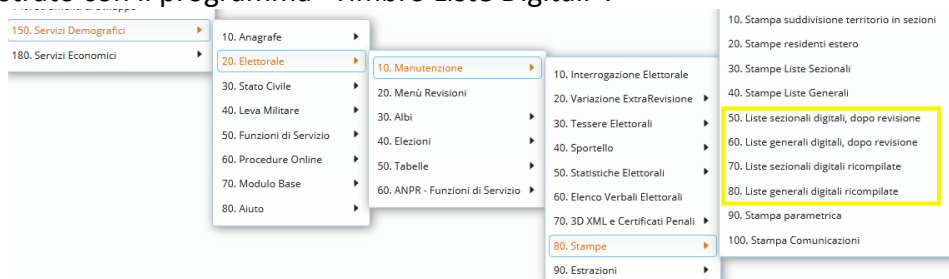 con il programma "Timbro Liste Digitali".
150. Servizi Demografici
180. Servizi Economici
10. Anagrafe
20. Elettorale
30. Stato Civile
40. Leva Militare
50. Funzioni di Servizio
60. Procedure Online
70. Modulo Base
80. Aiuto
10. Manutenzione
20. Menù Revisioni
30. Albi
40. Elezioni
50. Tabelle
60. ANPR - Funzioni di Servizio
10. Interrogazione Elettorale
20. Variazione ExtraRevisione
30. Tessere Elettorali
40. Sportello
50. Statistiche Elettorali
60. Elenco Verbali Elettorali
70. 3D XML e Certificati Penali
80. Stampe
90. Estrazioni
10. Stampa suddivisione territorio in sezioni
20. Stampe residenti estero
30. Stampe Liste Sezionali
40. Stampe Liste Generali
50. Liste sezionali digitali, dopo revisione
60. Liste generali digitali, dopo revisione
70. Liste sezionali digitali ricompilate
80. Liste generali digitali ricompilate
90. Stampa parametrica
100. Stampa Comunicazioni